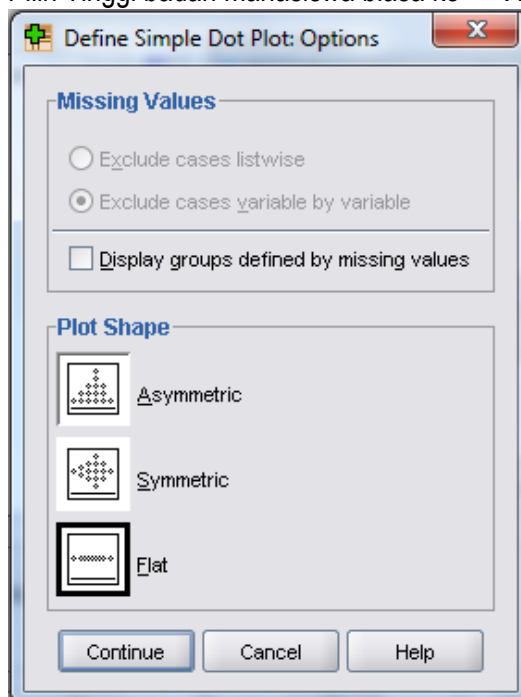 Define Simple Dot Plot: Options
Missing Values
Exclude cases listwise
Exclude cases variable by variable
Display groups defined by missing values
Plot Shape
Asymmetric
Symmetric
Flat
Continue Cancel Help